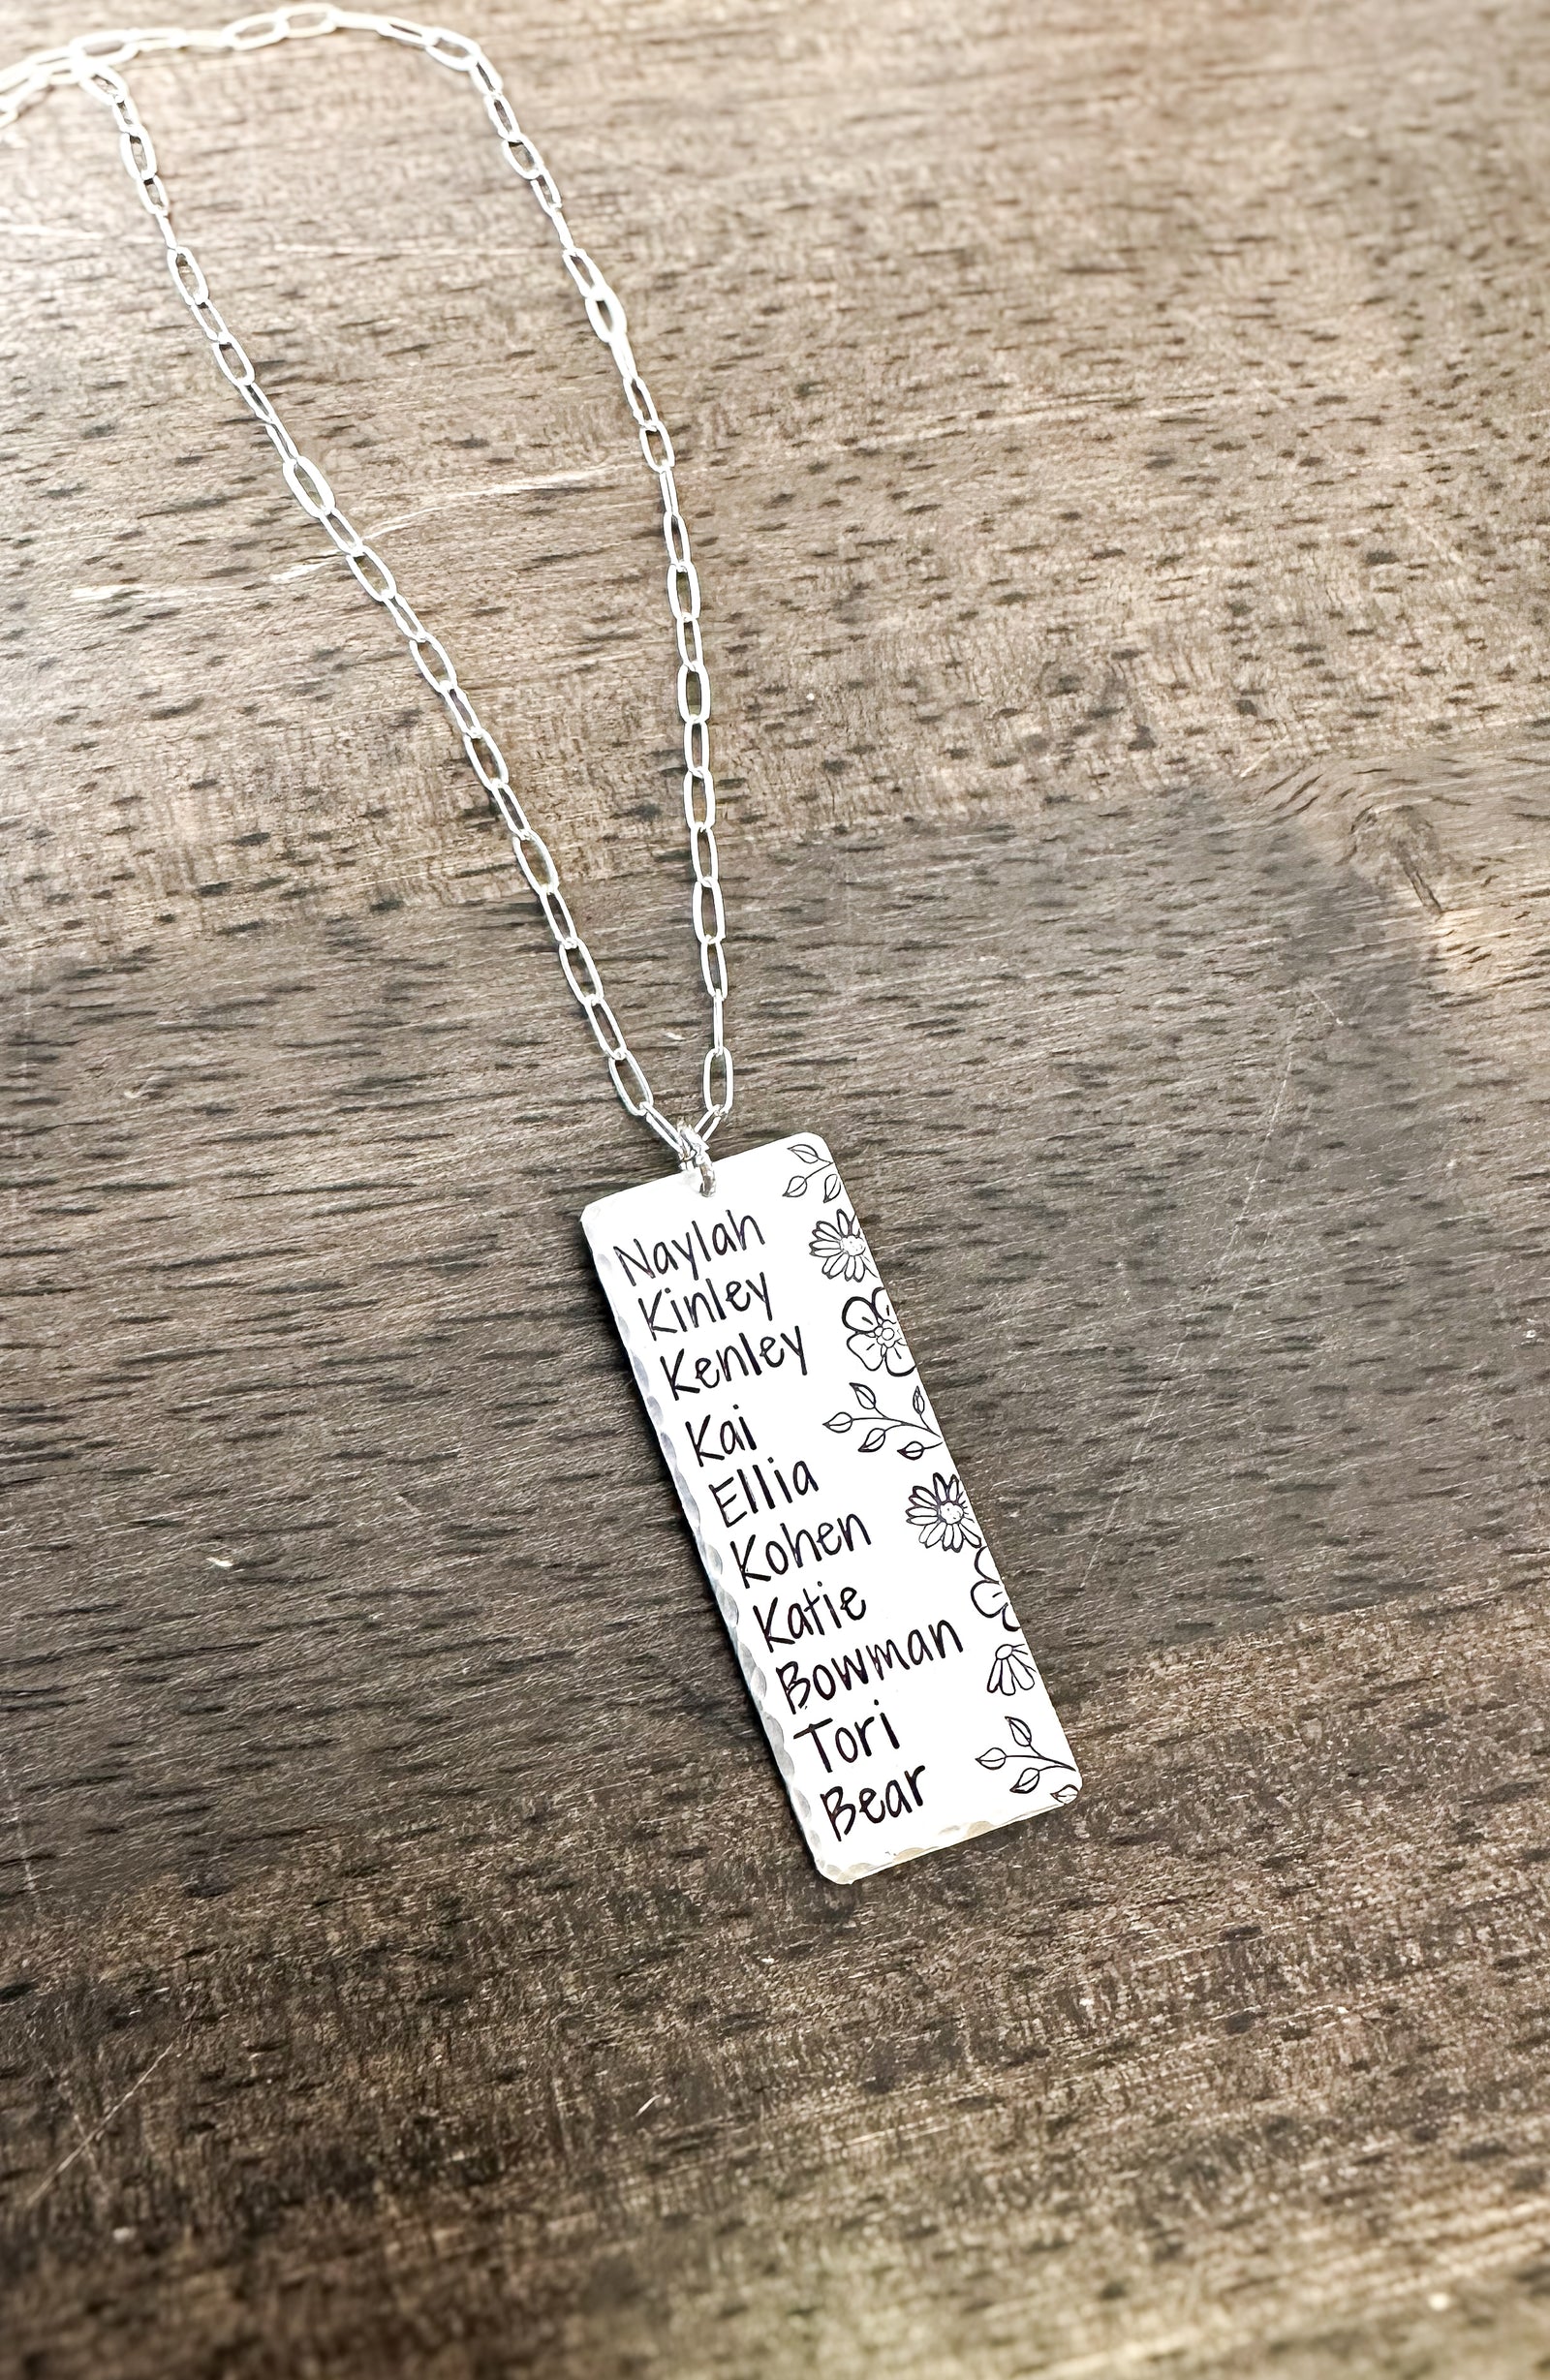 Naylah
Kinley
Kenley
Kai
Ellia
Kohen
Katie
Bowman
Tori
Bear